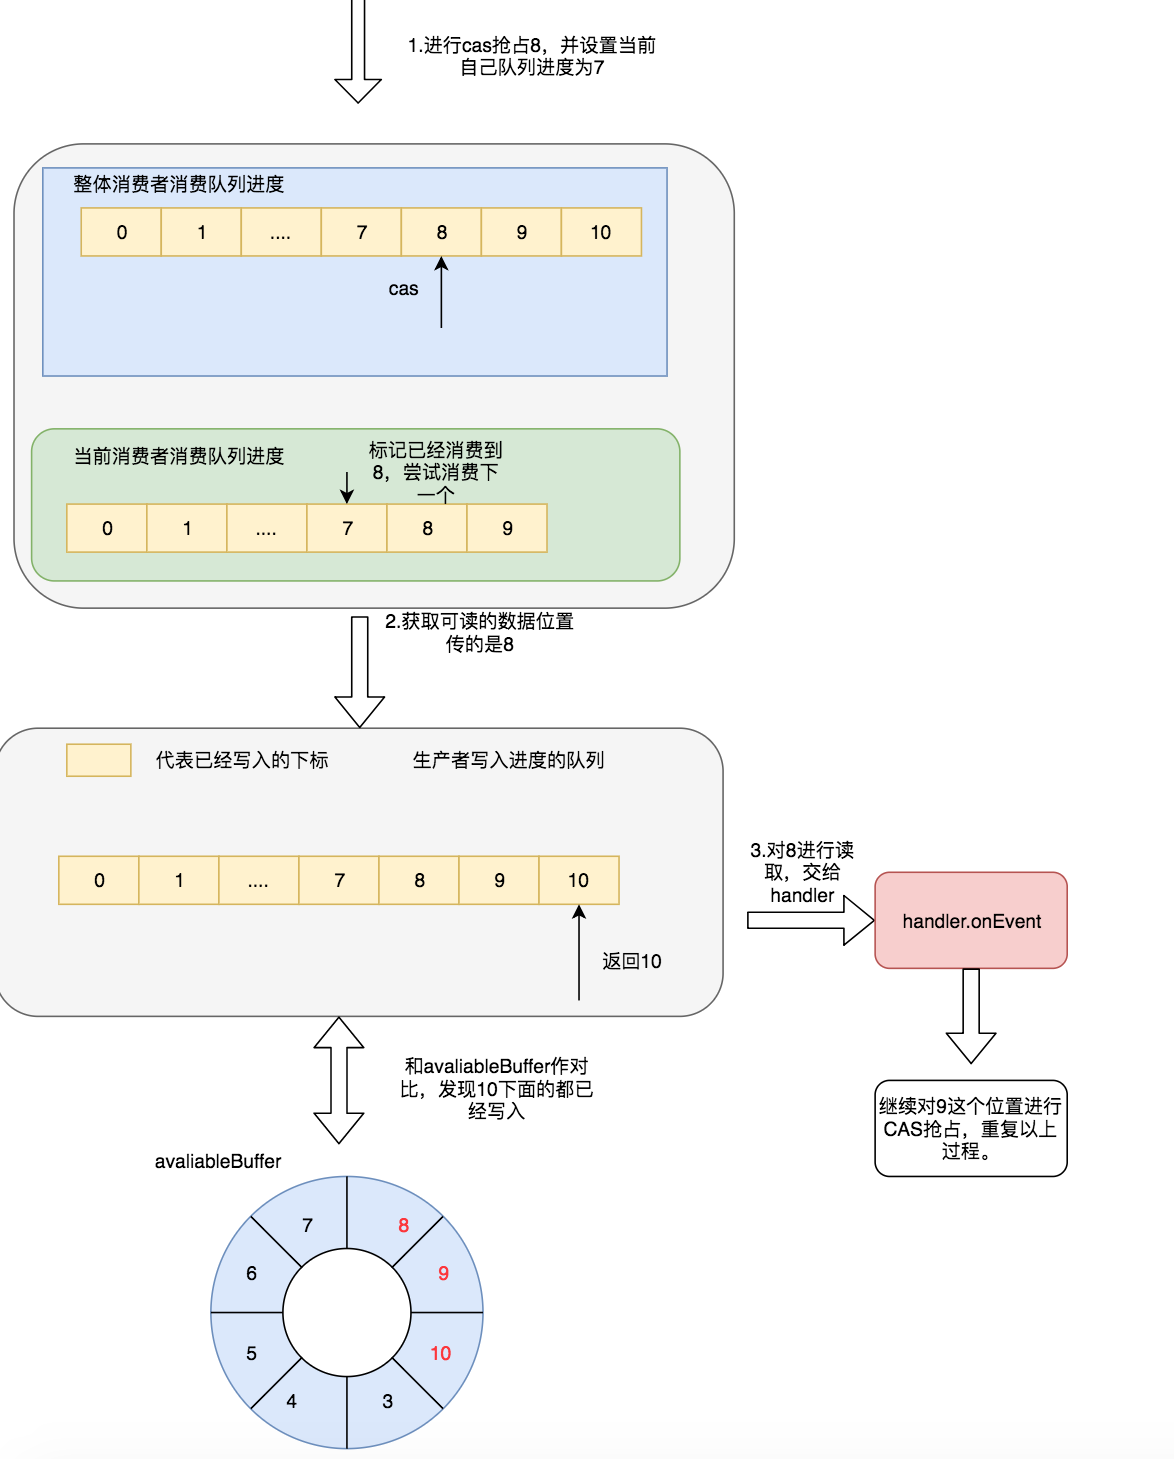 1.进行cas抢占8，并设置当前
自己队列进度为7
整体消费者消费队列进度
0 1 .... 7 8 9 10
cas
当前消费者消费队列进度
标记已经消费到
8，尝试消费下
一个
0 1 .... 7 8 9
2.获取可读的数据位置
传的是8
代表已经写入的下标
生产者写入进度的队列
0 1 .... 7 8 9 10
返回10
3.对8进行读
取，交给
handler
handler.onEvent
和avaliableBuffer作对
比，发现10下面的都已
经写入
继续对9这个位置进行
CAS抢占，重复以上
过程。
avaliableBuffer
7 8
6 9
5 10
4 3